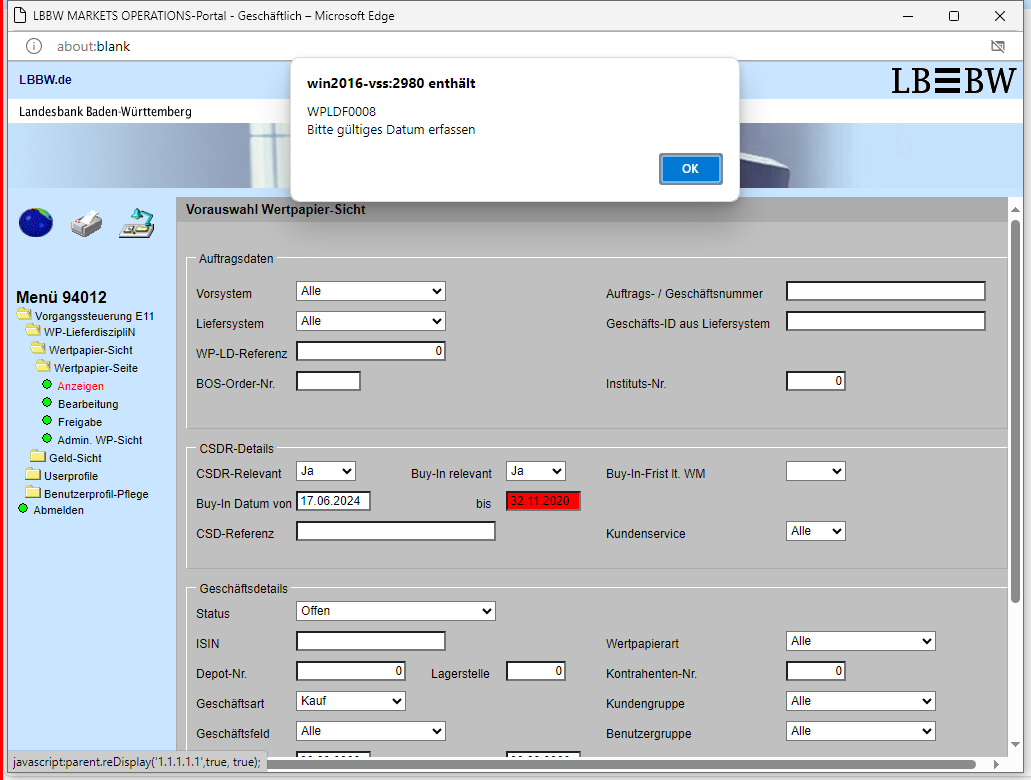 LBBW MARKETS OPERATIONS-Portal - Geschäftlich – Microsoft Edge
about:blank
LBBW.de
LBBW
Landesbank Baden-Württemberg
win2016-vss:2980 enthält
WPLDF0008
Bitte gültiges Datum erfassen
OK
Menü 94012
Vorgangssteuerung E11
WP-LieferdisziplиN
Wertpapier-Sicht
Wertpapier-Seite
Anzeigen
Bearbeitung
Freigabe
Admin. WP-Sicht
Geld-Sicht
Userprofile
Benutzerprofil-Pflege
Abmelden
Vorauswahl Wertpapier-Sicht
Auftragsdaten
Vorsystem Alle Auftrags- / Geschäftsnummer
Liefersystem Alle Geschäfts-ID aus Liefersystem
WP-LD-Referenz 0
BOS-Order-Nr. Instituts-Nr. 0
CSDR-Details
CSDR-Relevant Ja Buy-In relevant Ja Buy-In-Frist lt. WM
Buy-In Datum von 17.06.2024 bis 32.11.2020
CSD-Referenz Kundenservice Alle
Geschäftsdetails
Status Offen
ISIN Wertpapierart Alle
Depot-Nr. 0 Lagerstelle 0 Kontrahenten-Nr. 0
Geschäftsart Kauf Kundengruppe Alle
Geschäftsfeld Alle Benutzergruppe Alle
javascript:parent.reDisplay('1.1.1.1.1',true, true);